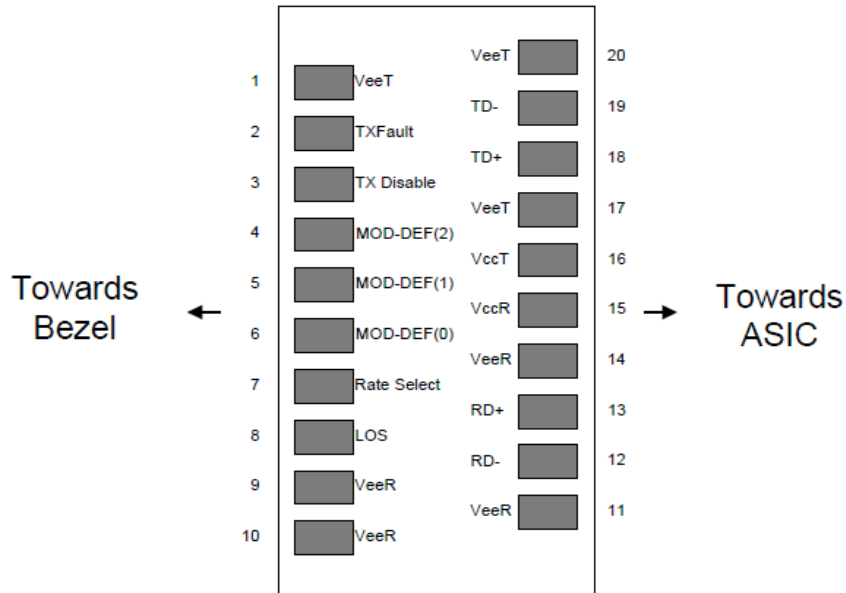 VeeT 20
1 VeeT
TD- 19
2 TXFault
TD+ 18
3 TX Disable
VeeT 17
4 MOD-DEF(2)
VccT 16
5 MOD-DEF(1)
Towards
Bezel
VccR 15
Towards
ASIC
6 MOD-DEF(0)
VeeR 14
7 Rate Select
RD+ 13
8 LOS
RD- 12
9 VeeR
VeeR 11
10 VeeR